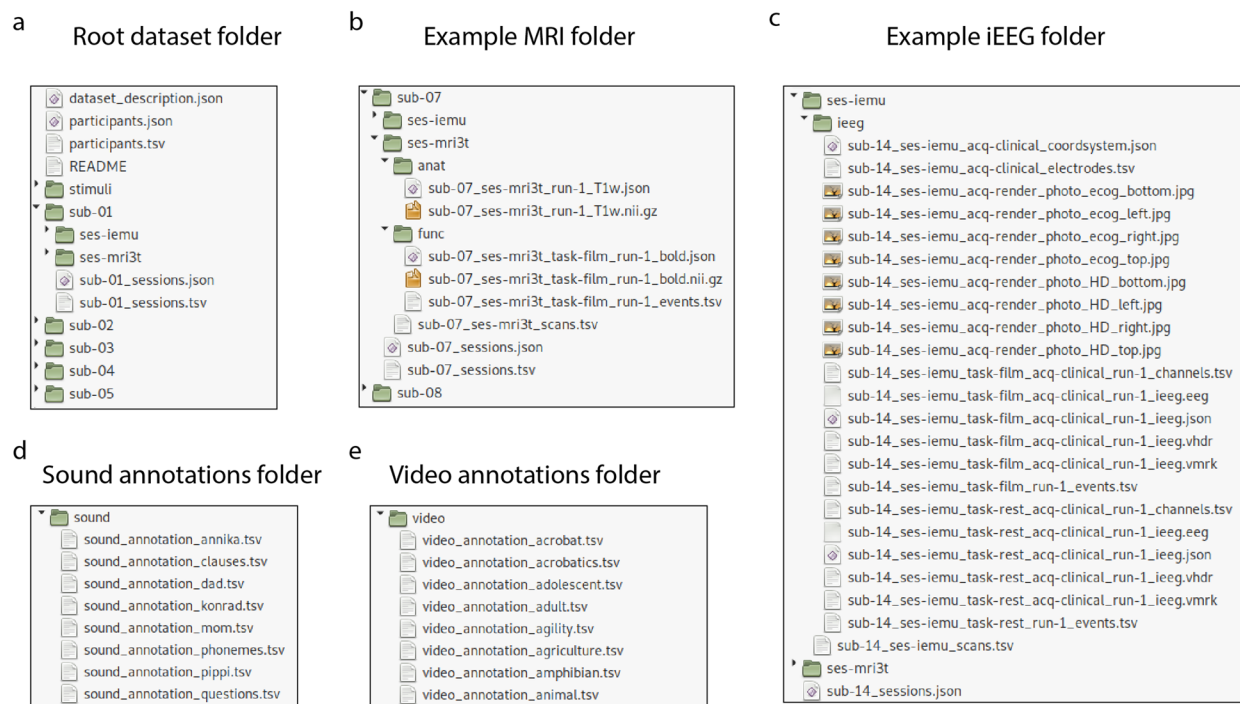 a
Root dataset folder
dataset_description.json
participants.json
participants.tsv
README
stimuli
sub-01
ses-iemu
ses-mri3t
sub-01_sessions.json
sub-01_sessions.tsv
sub-02
sub-03
sub-04
sub-05
b
Example MRI folder
sub-07
ses-iemu
ses-mri3t
anat
sub-07_ses-mri3t_run-1_T1w.json
sub-07_ses-mri3t_run-1_T1w.nii.gz
func
sub-07_ses-mri3t_task-film_run-1_bold.json
sub-07_ses-mri3t_task-film_run-1_bold.nii.gz
sub-07_ses-mri3t_task-film_run-1_events.tsv
sub-07_ses-mri3t_scans.tsv
sub-07_sessions.json
sub-07_sessions.tsv
sub-08
c
Example iEEG folder
ses-iemu
ieeg
sub-14_ses-iemu_acq-clinical_coordsystem.json
sub-14_ses-iemu_acq-clinical_electrodes.tsv
sub-14_ses-iemu_acq-render_photo_ecog_bottom.jpg
sub-14_ses-iemu_acq-render_photo_ecog_left.jpg
sub-14_ses-iemu_acq-render_photo_ecog_right.jpg
sub-14_ses-iemu_acq-render_photo_ecog_top.jpg
sub-14_ses-iemu_acq-render_photo_HD_bottom.jpg
sub-14_ses-iemu_acq-render_photo_HD_left.jpg
sub-14_ses-iemu_acq-render_photo_HD_right.jpg
sub-14_ses-iemu_acq-render_photo_HD_top.jpg
sub-14_ses-iemu_task-film_acq-clinical_run-1_channels.tsv
sub-14_ses-iemu_task-film_acq-clinical_run-1_ieeg.eeg
sub-14_ses-iemu_task-film_acq-clinical_run-1_ieeg.json
sub-14_ses-iemu_task-film_acq-clinical_run-1_ieeg.vhdr
sub-14_ses-iemu_task-film_acq-clinical_run-1_ieeg.vmrk
sub-14_ses-iemu_task-film_run-1_events.tsv
sub-14_ses-iemu_task-rest_acq-clinical_run-1_channels.tsv
sub-14_ses-iemu_task-rest_acq-clinical_run-1_ieeg.eeg
sub-14_ses-iemu_task-rest_acq-clinical_run-1_ieeg.json
sub-14_ses-iemu_task-rest_acq-clinical_run-1_ieeg.vhdr
sub-14_ses-iemu_task-rest_acq-clinical_run-1_ieeg.vmrk
sub-14_ses-iemu_task-rest_run-1_events.tsv
sub-14_ses-iemu_scans.tsv
ses-mri3t
sub-14_sessions.json
d
Sound annotations folder
sound
sound_annotation_annika.tsv
sound_annotation_clauses.tsv
sound_annotation_dad.tsv
sound_annotation_konrad.tsv
sound_annotation_mom.tsv
sound_annotation_phonemes.tsv
sound_annotation_pippi.tsv
sound_annotation_questions.tsv
e
Video annotations folder
video
video_annotation_acrobat.tsv
video_annotation_acrobatics.tsv
video_annotation_adolescent.tsv
video_annotation_adult.tsv
video_annotation_agility.tsv
video_annotation_agriculture.tsv
video_annotation_amphibian.tsv
video_annotation_animal.tsv